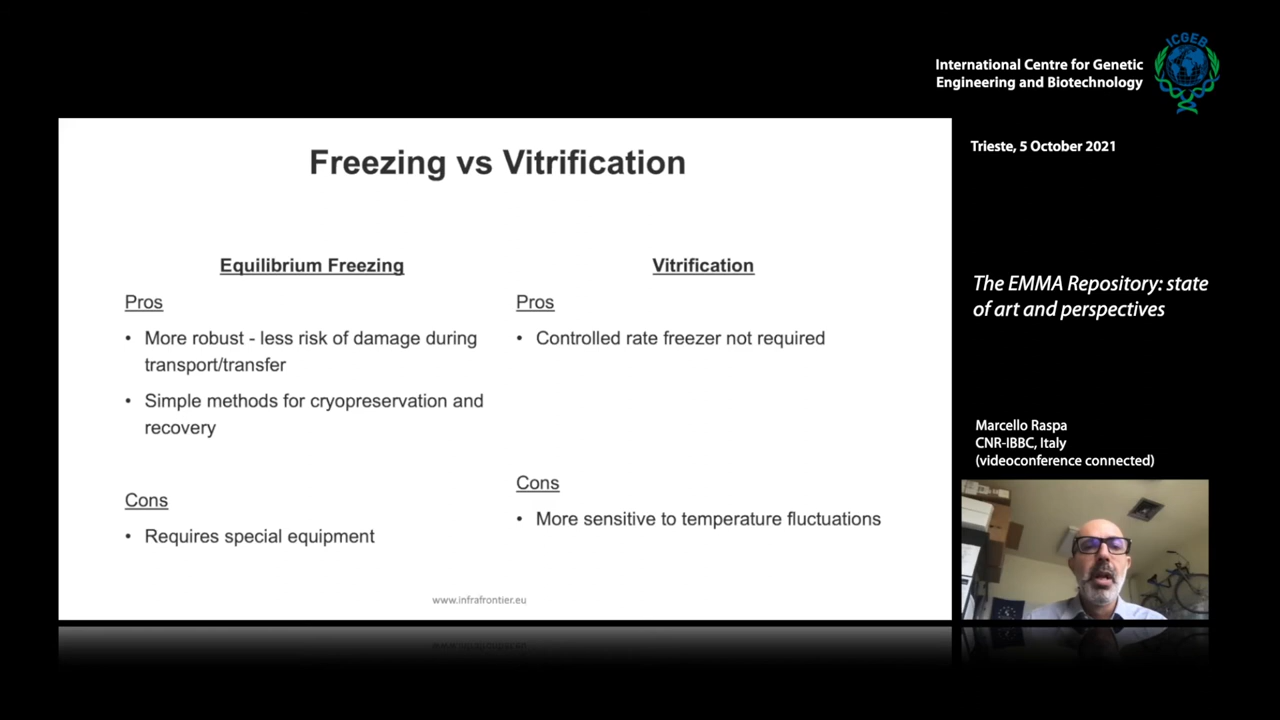 ICGEB
International Centre for Genetic
Engineering and Biotechnology
Trieste, 5 October 2021
Freezing vs Vitrification
Equilibrium Freezing
Pros
• More robust - less risk of damage during
transport/transfer
• Simple methods for cryopreservation and
recovery
Cons
• Requires special equipment
Vitrification
Pros
• Controlled rate freezer not required
Cons
• More sensitive to temperature fluctuations
www.infrafrontier.eu
The EMMA Repository: state
of art and perspectives
Marcello Raspa
CNR-IBBC, Italy
(videoconference connected)